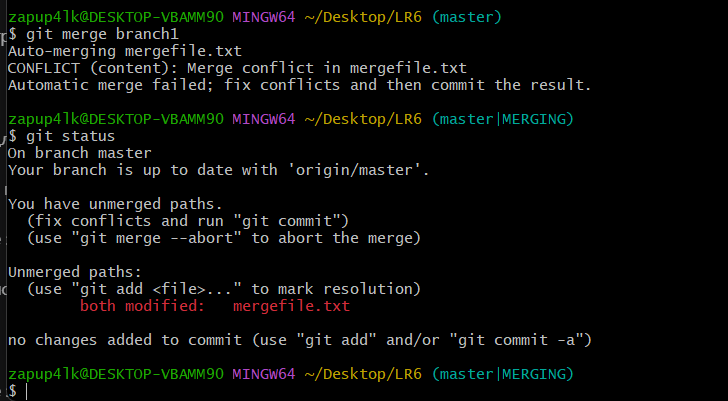 zapup4lk@DESKTOP-VBAMM90 MINGW64 ~/Desktop/LR6 (master)
$ git merge branch1
Auto-merging mergefile.txt
CONFLICT (content): Merge conflict in mergefile.txt
Automatic merge failed; fix conflicts and then commit the result.
zapup4lk@DESKTOP-VBAMM90 MINGW64 ~/Desktop/LR6 (master|MERGING)
$ git status
On branch master
Your branch is up to date with 'origin/master'.
You have unmerged paths.
(fix conflicts and run "git commit")
(use "git merge --abort" to abort the merge)
Unmerged paths:
(use "git add <file>..." to mark resolution)
both modified:   mergefile.txt
no changes added to commit (use "git add" and/or "git commit -a")
zapup4lk@DESKTOP-VBAMM90 MINGW64 ~/Desktop/LR6 (master|MERGING)
$